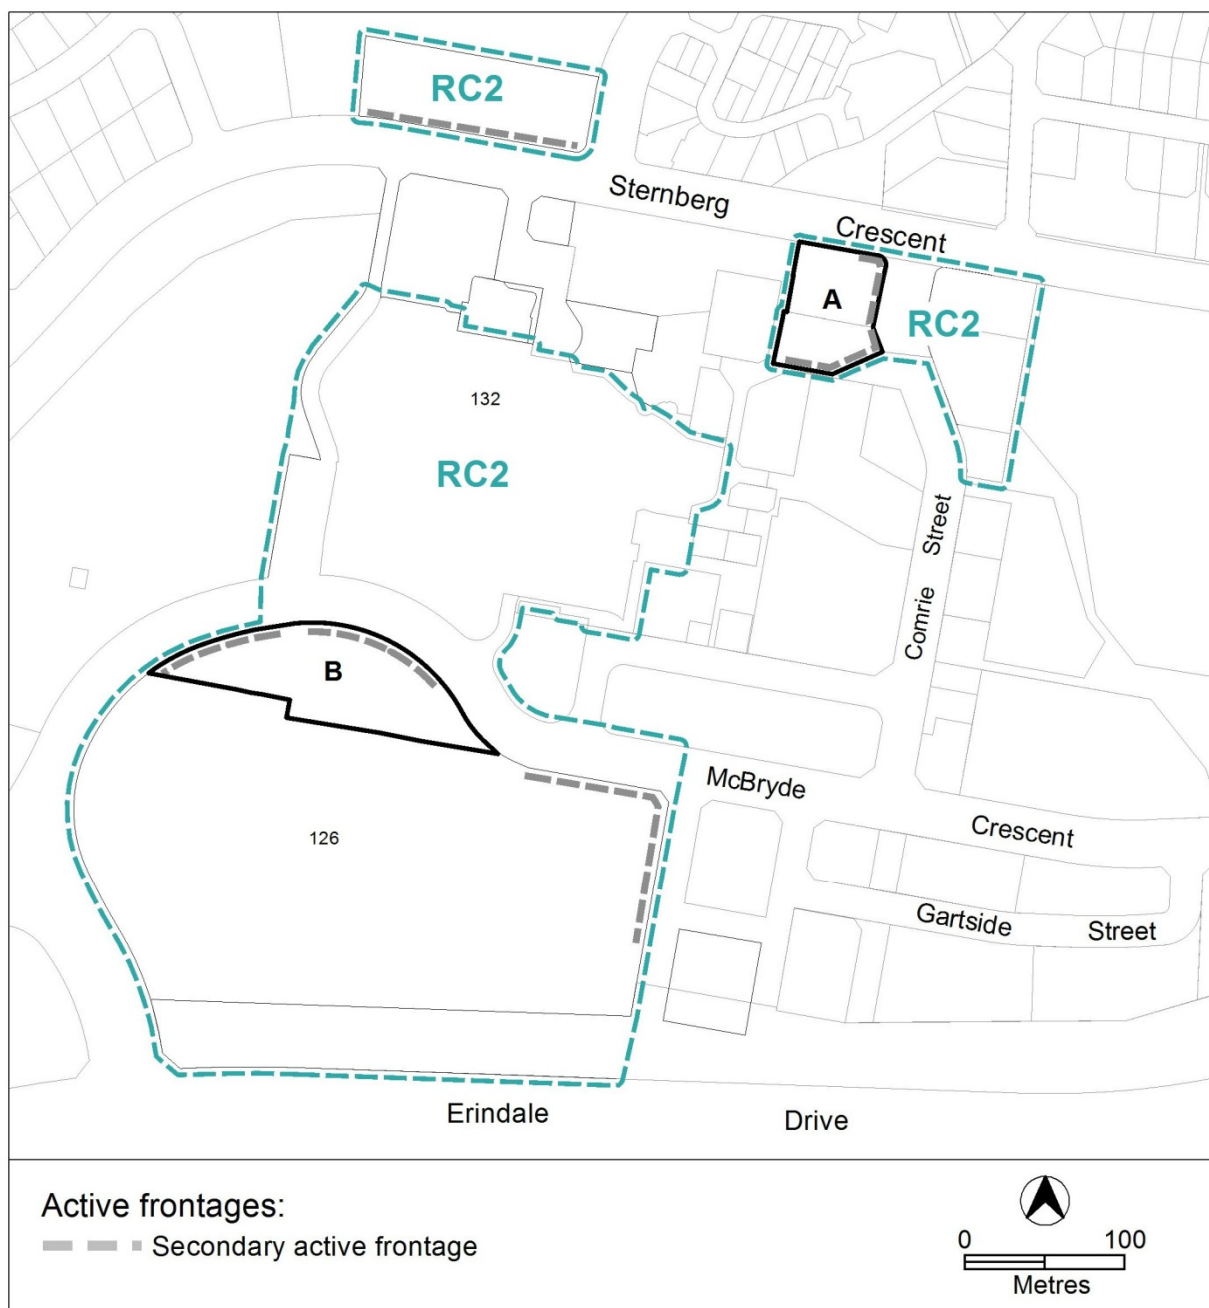 RC2
Sternberg
Crescent
A
RC2
132
RC2
Comrie Street
B
McBryde
Crescent
126
Gartside Street
Erindale Drive
Active frontages:
Secondary active frontage
0 100
Metres